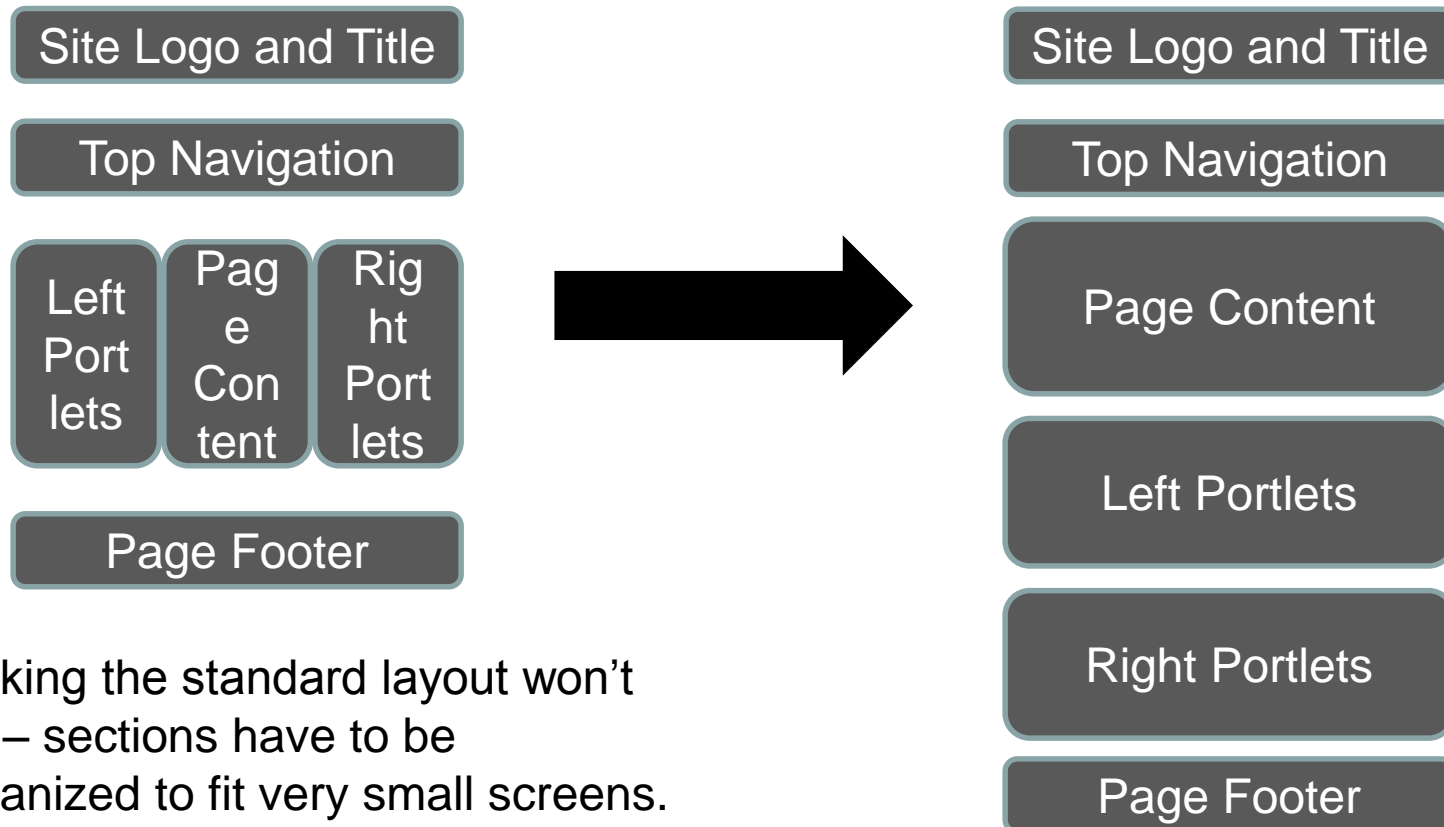 Site Logo and Title
Top Navigation
Left
Port
lets
Pag
e
Con
tent
Rig
ht
Port
lets
Page Footer
king the standard layout won’t
– sections have to be
anized to fit very small screens.
Site Logo and Title
Top Navigation
Page Content
Left Portlets
Right Portlets
Page Footer